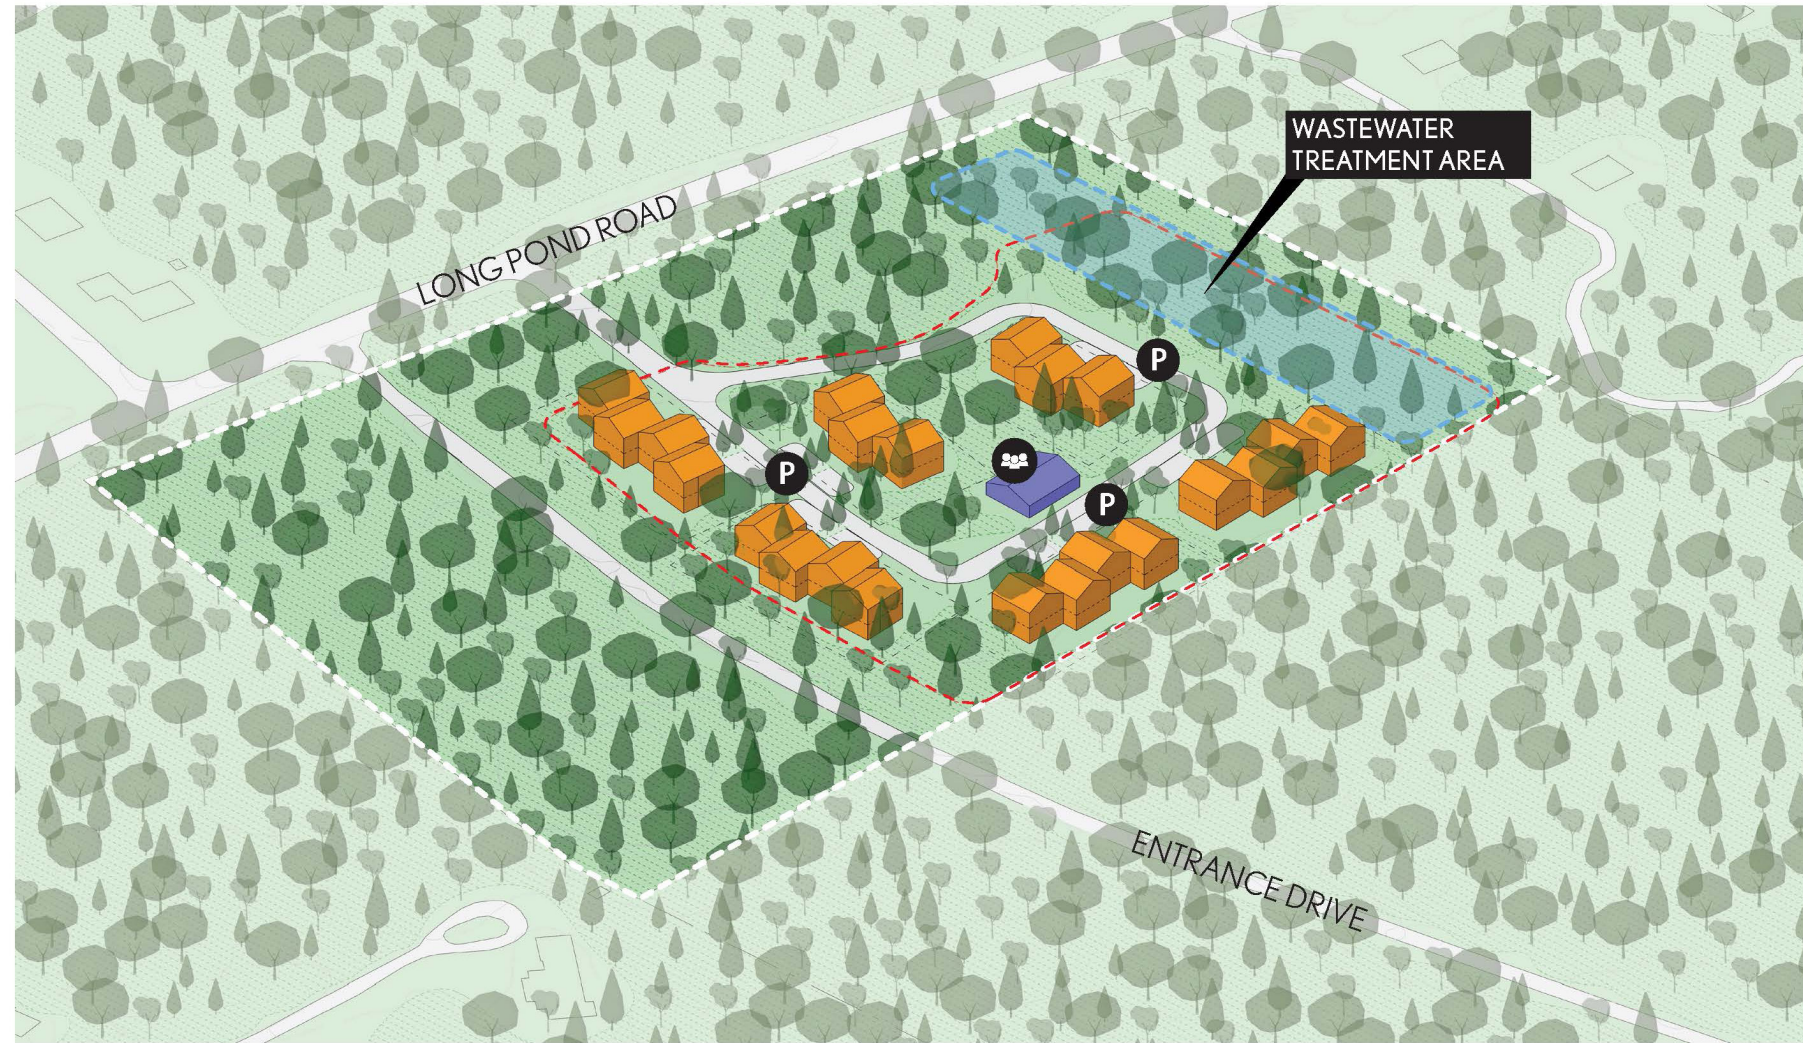 WASTEWATER
TREATMENT AREA
LONG POND ROAD
P
P
P
ENTRANCE DRIVE